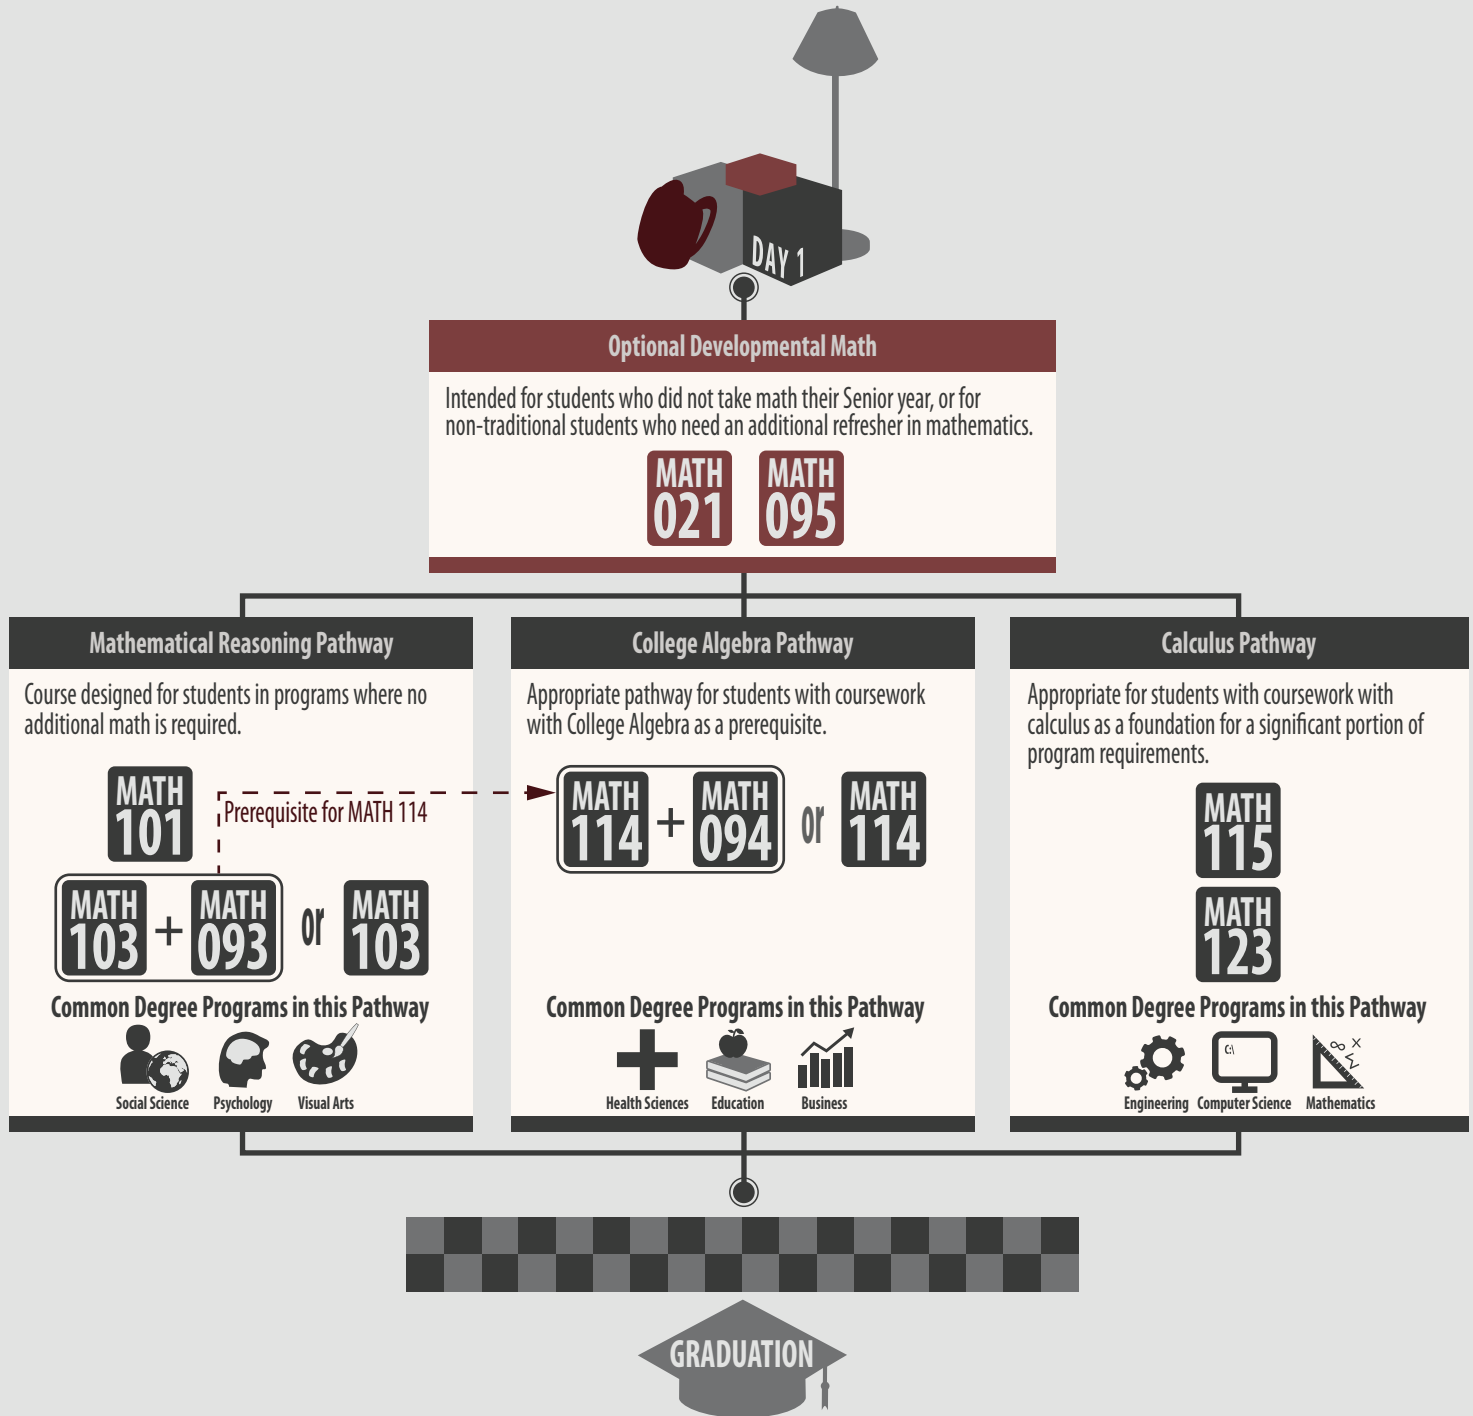 DAY 1
Optional Developmental Math
Intended for students who did not take math their Senior year, or for
non-traditional students who need an additional refresher in mathematics.
MATH
021
MATH
095
Mathematical Reasoning Pathway
Course designed for students in programs where no
additional math is required.
MATH
101
Prerequisite for MATH 114
MATH
103
+
MATH
093
or
MATH
103
Common Degree Programs in this Pathway
Social Science
Psychology
Visual Arts
College Algebra Pathway
Appropriate pathway for students with coursework
with College Algebra as a prerequisite.
MATH
114
+
MATH
094
or
MATH
114
Common Degree Programs in this Pathway
Health Sciences
Education
Business
Calculus Pathway
Appropriate for students with coursework with
calculus as a foundation for a significant portion of
program requirements.
MATH
115
MATH
123
Common Degree Programs in this Pathway
C:\
∞ × Σ
Engineering
Computer Science
Mathematics
GRADUATION